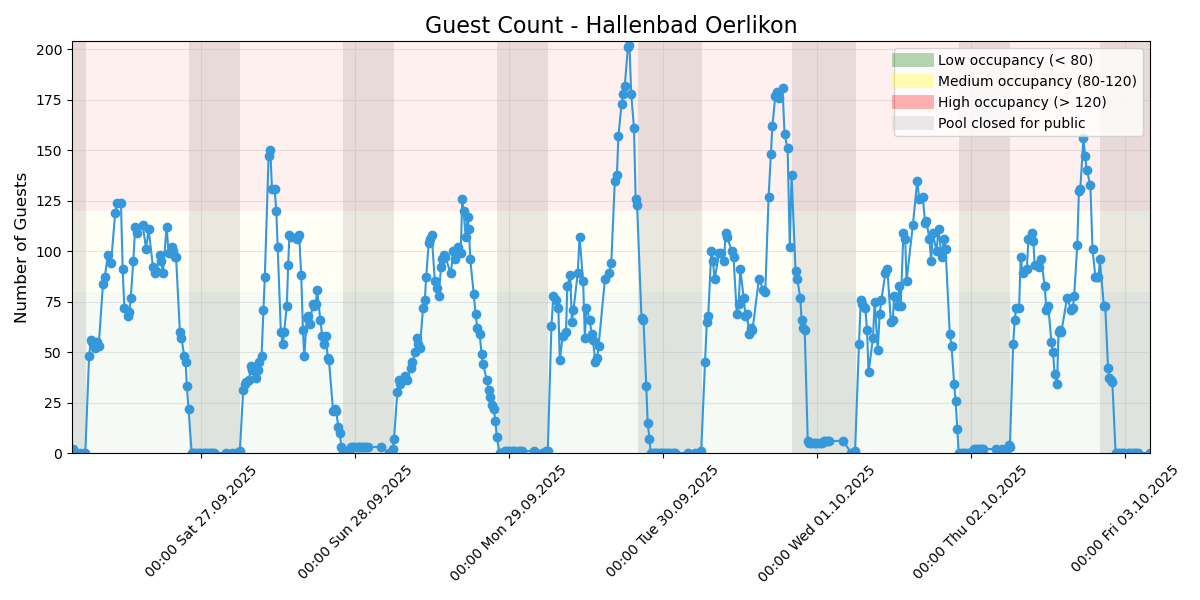 Guest Count - Hallenbad Oerlikon
Number of Guests
200
175
150
125
100
75
50
25
0
Low occupancy (< 80)
Medium occupancy (80-120)
High occupancy (> 120)
Pool closed for public
00:00 Sat 27.09.2025
00:00 Sun 28.09.2025
00:00 Mon 29.09.2025
00:00 Tue 30.09.2025
00:00 Wed 01.10.2025
00:00 Thu 02.10.2025
00:00 Fri 03.10.2025